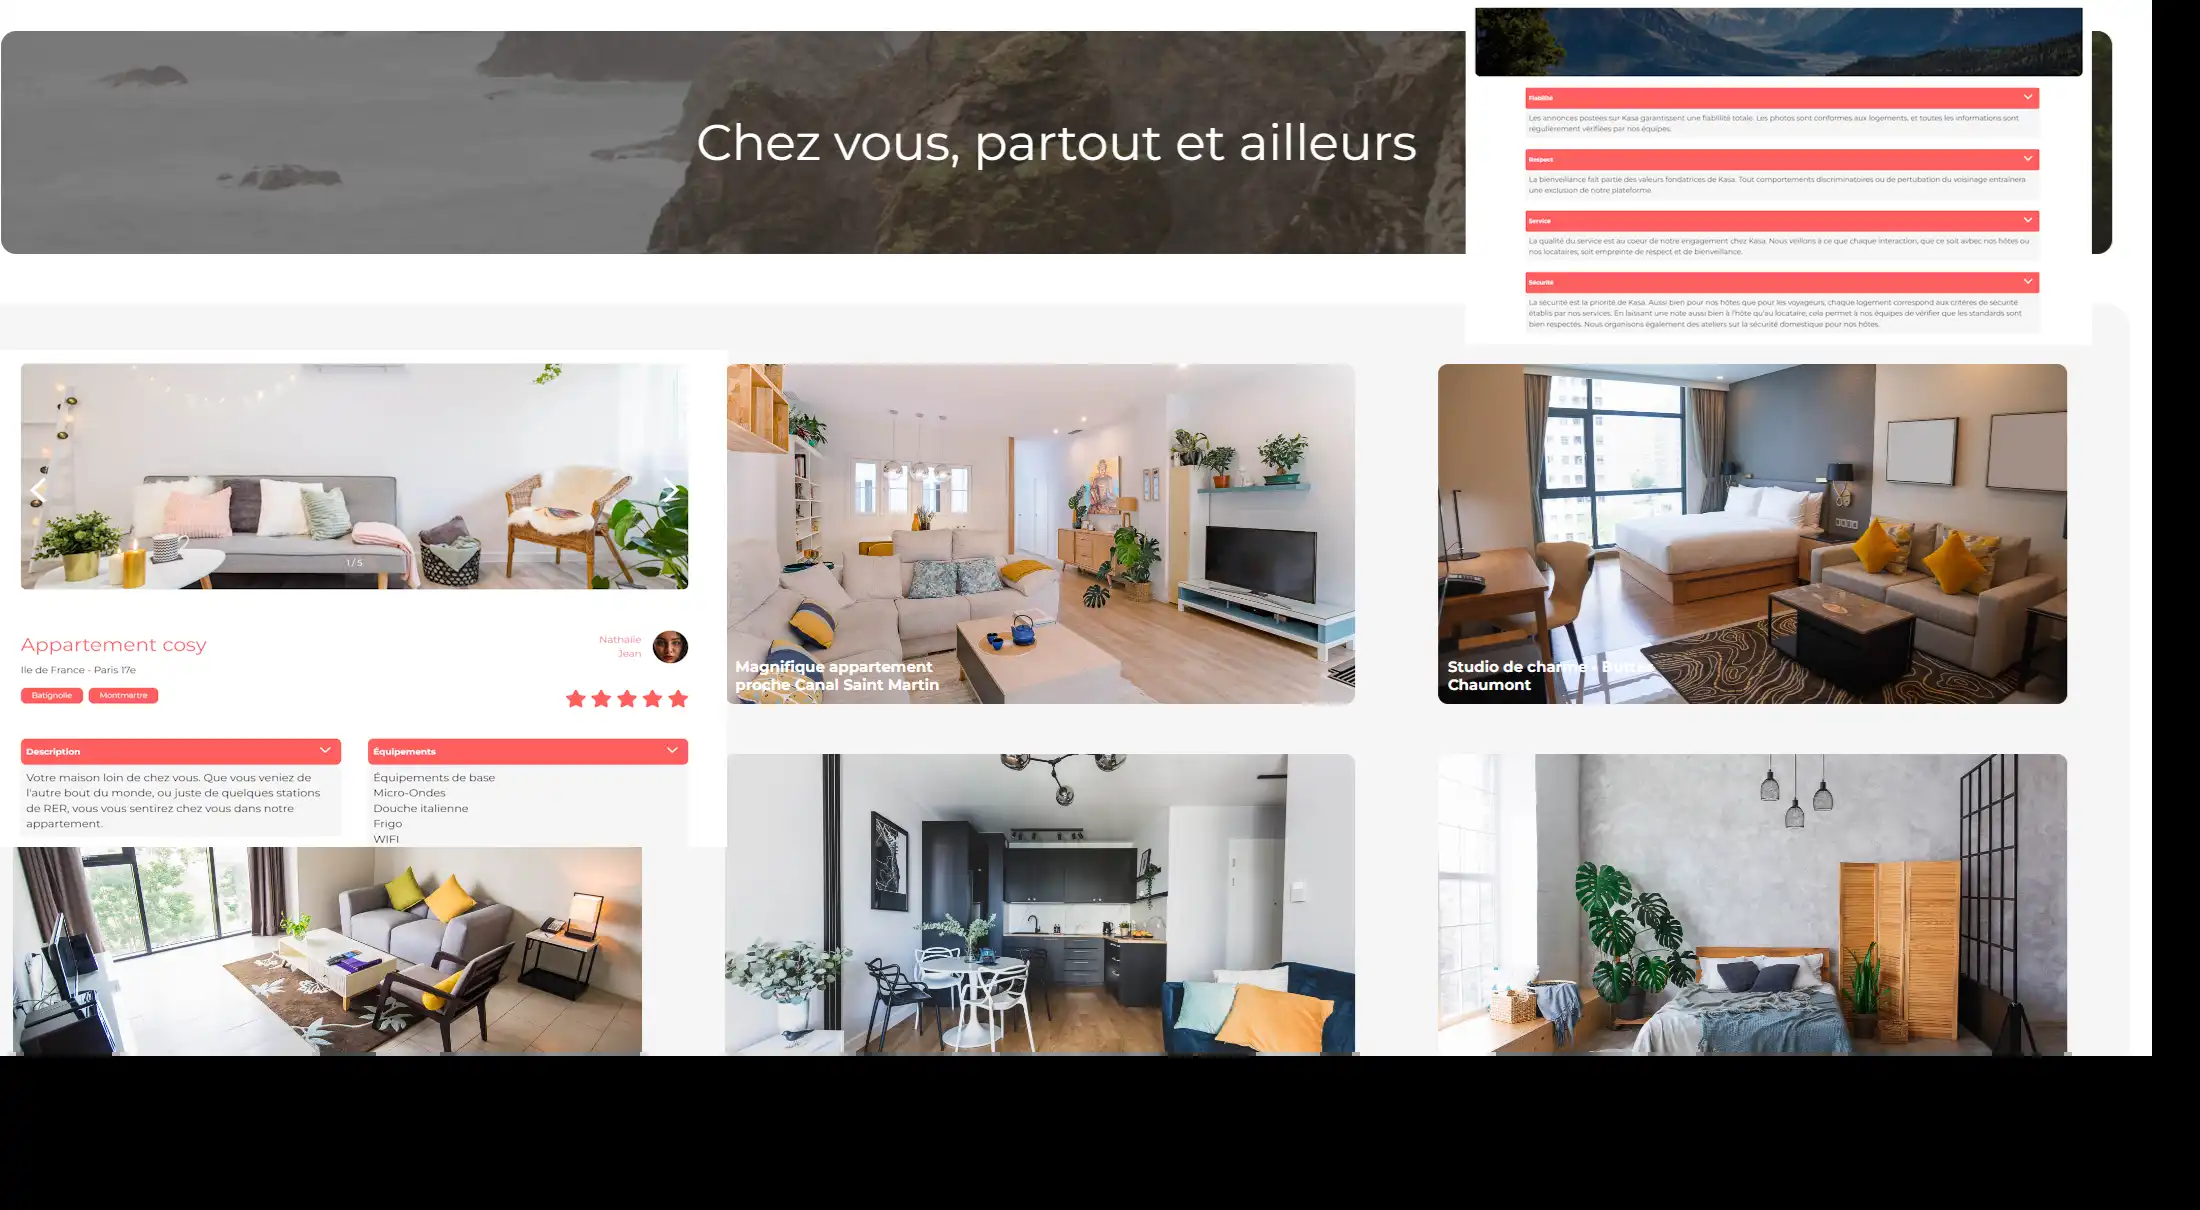 Chez vous, partout et ailleurs
Fiabilité
Les annonces postées sur Kasa garantissent une fiabilité totale. Les photos sont conformes aux logements, et toutes les informations sont
régulièrement vérifiées par nos équipes.
Respect
La bienveillance fait partie des valeurs fondatrices de Kasa. Tout comportements discriminatoires ou de pertubation du voisinage entraînera
une exclusion de notre plateforme.
Service
La qualité du service est au coeur de notre engagement chez Kasa. Nous veillons à ce que chaque interaction, que ce soit avbec nos hôtes ou
nos locataires, soit empreinte de respect et de bienveillance.
Sécurité
La sécurité est la priorité de Kasa. Aussi bien pour nos hôtes que pour les voyageurs, chaque logement correspond aux critères de sécurité
établis par nos services. En laissant une note aussi bien à l'hôte qu'au locataire, cela permet à nos équipes de vérifier que les standards sont
bien respectés. Nous organisons également des ateliers sur la sécurité domestique pour nos hôtes.
1 / 5
Appartement cosy
Nathalie
Jean
Ile de France - Paris 17e
Batignolle
Montmartre
Description
Votre maison loin de chez vous. Que vous veniez de
l'autre bout du monde, ou juste de quelques stations
de RER, vous vous sentirez chez vous dans notre
appartement.
Équipements
Équipements de base
Micro-Ondes
Douche italienne
Frigo
WIFI
Magnifique appartement
proche Canal Saint Martin
Studio de charme - Buttes
Chaumont